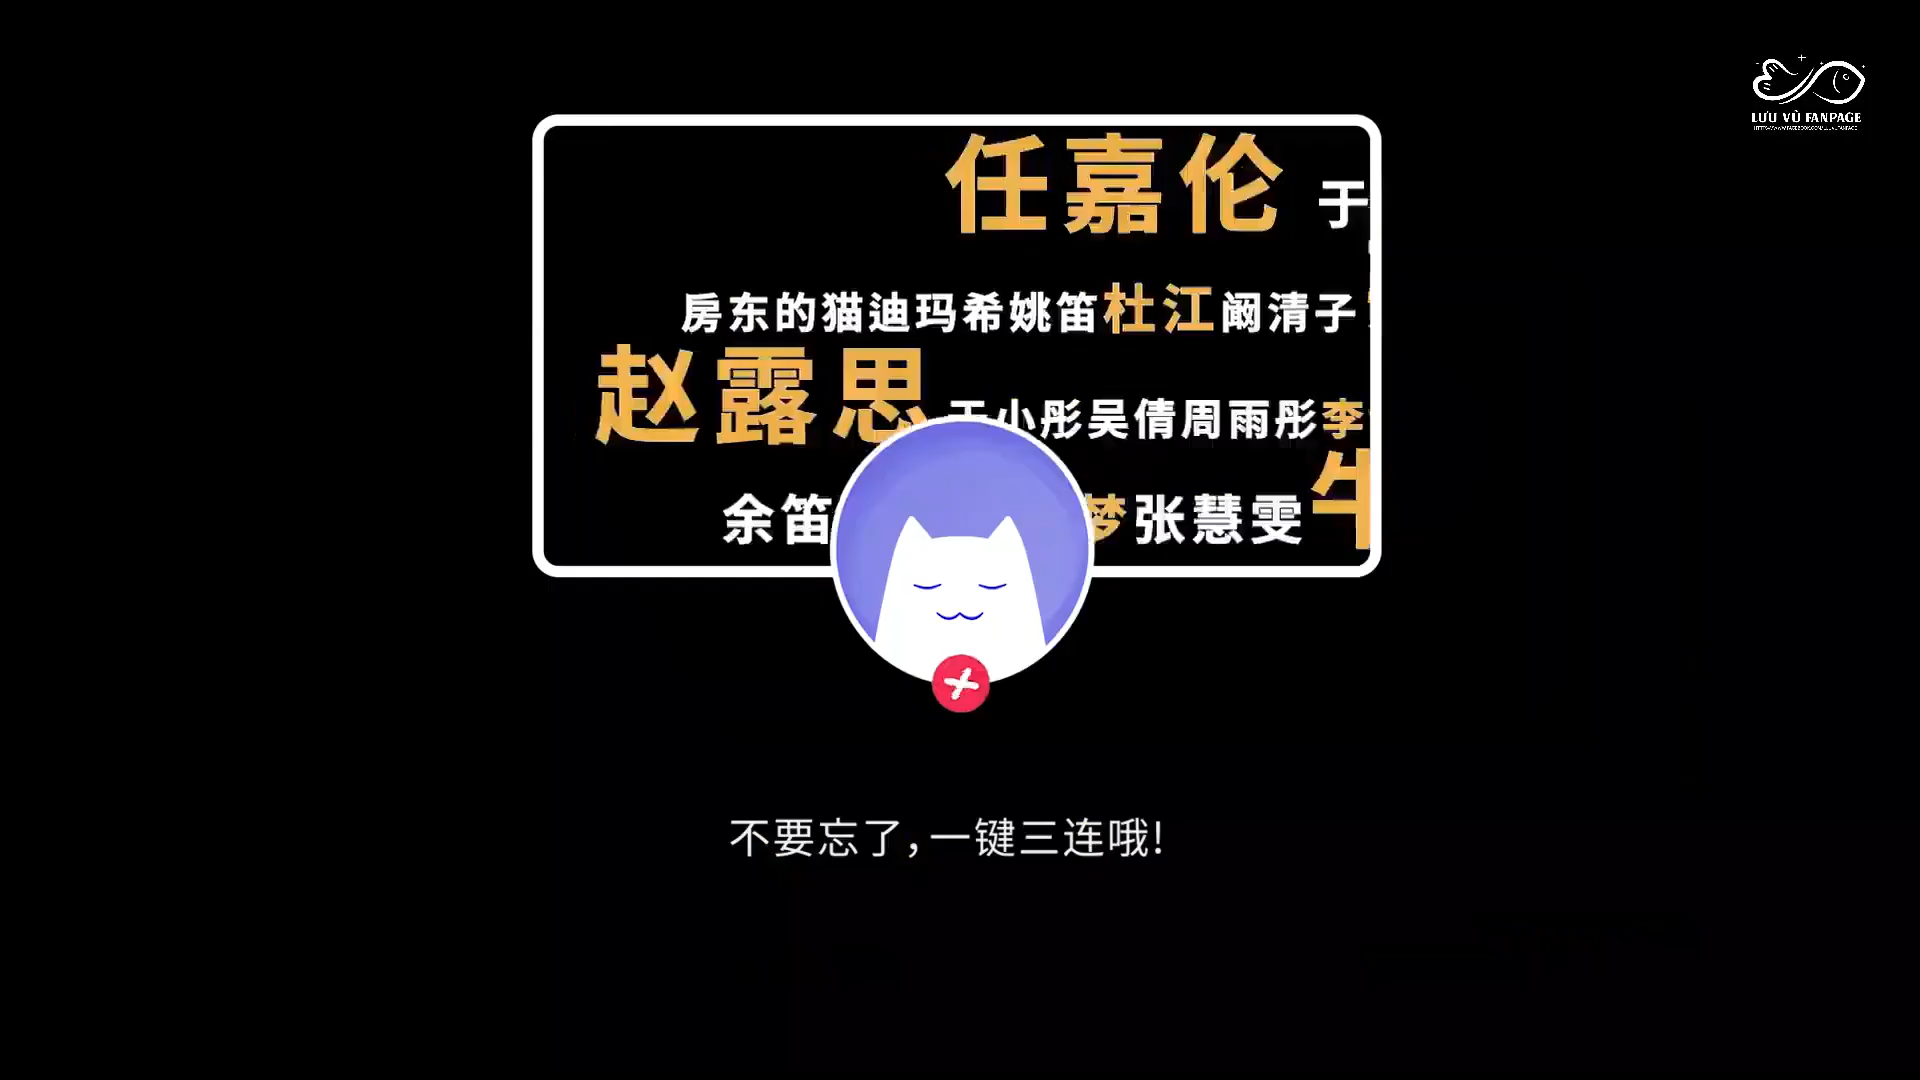 LƯU VŨ FANPAGE
任嘉伦 于
房东的猫迪玛希姚笛杜江阚清子
赵露思 于小彤吴倩周雨彤李
余笛 梦张慧雯
不要忘了,一键三连哦!